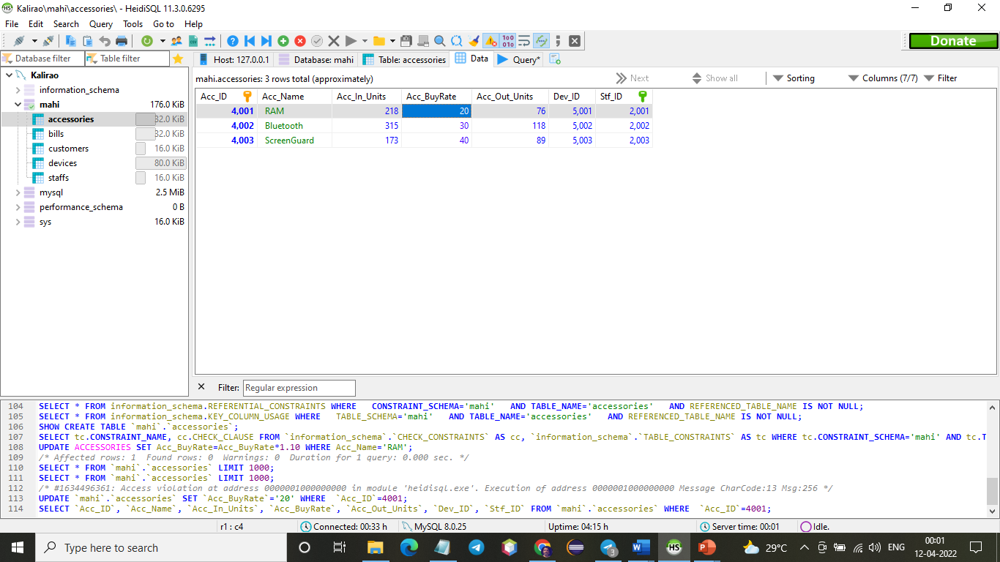 Kalirao\mahi\accessories\ - HeidiSQL 11.3.0.6295
File Edit Search Query Tools Go to Help
Donate
Database filter Table filter Host: 127.0.0.1 Database: mahi Table: accessories Data Query*
Kalirao
information_schema
mahi 176.0 KiB
accessories 32.0 KiB
bills 32.0 KiB
customers 16.0 KiB
devices 80.0 KiB
staffs 16.0 KiB
mysql 2.5 MiB
performance_schema 0 B
sys 16.0 KiB
mahi.accessories: 3 rows total (approximately) Next Show all Sorting Columns (7/7) Filter
Acc_ID Acc_Name Acc_In_Units Acc_BuyRate Acc_Out_Units Dev_ID Stf_ID
4,001 RAM 218 20 76 5,001 2,001
4,002 Bluetooth 315 30 118 5,002 2,002
4,003 ScreenGuard 173 40 89 5,003 2,003
Filter: Regular expression
104 SELECT * FROM information_schema.REFERENTIAL_CONSTRAINTS WHERE CONSTRAINT_SCHEMA='mahi' AND TABLE_NAME='accessories' AND REFERENCED_TABLE_NAME IS NOT NULL;
105 SELECT * FROM information_schema.KEY_COLUMN_USAGE WHERE TABLE_SCHEMA='mahi' AND TABLE_NAME='accessories' AND REFERENCED_TABLE_NAME IS NOT NULL;
106 SHOW CREATE TABLE `mahi`.`accessories`;
107 SELECT tc.CONSTRAINT_NAME, cc.CHECK_CLAUSE FROM `information_schema`.`CHECK_CONSTRAINTS` AS cc, `information_schema`.`TABLE_CONSTRAINTS` AS tc WHERE tc.CONSTRAINT_SCHEMA='mahi' AND tc.T
108 UPDATE ACCESSORIES SET Acc_BuyRate=Acc_BuyRate*1.10 WHERE Acc_Name='RAM';
109 /* Affected rows: 1 Found rows: 0 Warnings: 0 Duration for 1 query: 0.000 sec. */
110 SELECT * FROM `mahi`.`accessories` LIMIT 1000;
111 SELECT * FROM `mahi`.`accessories` LIMIT 1000;
112 /* #1634496361: Access violation at address 0000001000000000 in module 'heidisql.exe'. Execution of address 0000001000000000 Message CharCode:13 Msg:256 */
113 UPDATE `mahi`.`accessories` SET `Acc_BuyRate`='20' WHERE `Acc_ID`=4001;
114 SELECT `Acc_ID`, `Acc_Name`, `Acc_In_Units`, `Acc_BuyRate`, `Acc_Out_Units`, `Dev_ID`, `Stf_ID` FROM `mahi`.`accessories` WHERE `Acc_ID`=4001;
r1 : c4 Connected: 00:33 h MySQL 8.0.25 Uptime: 04:15 h Server time: 00:01 Idle.
Type here to search 3 HS 29°C ENG 00:01
12-04-2022